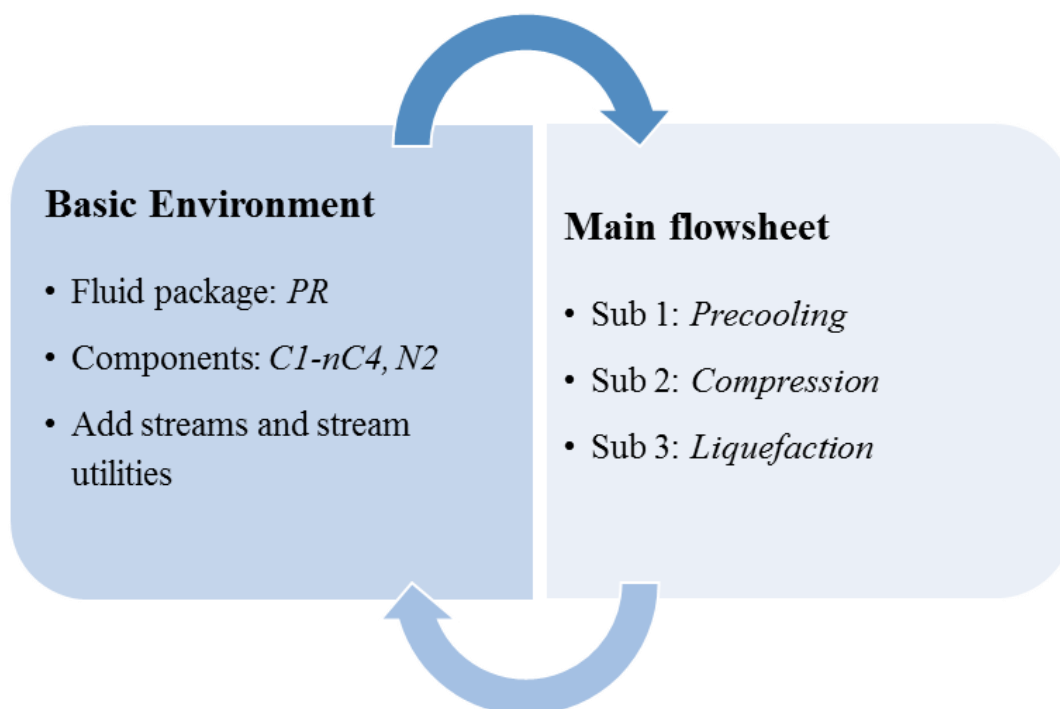 Basic Environment
• Fluid package: PR
• Components: C1-nC4, N2
• Add streams and stream
utilities
Main flowsheet
• Sub 1: Precooling
• Sub 2: Compression
• Sub 3: Liquefaction